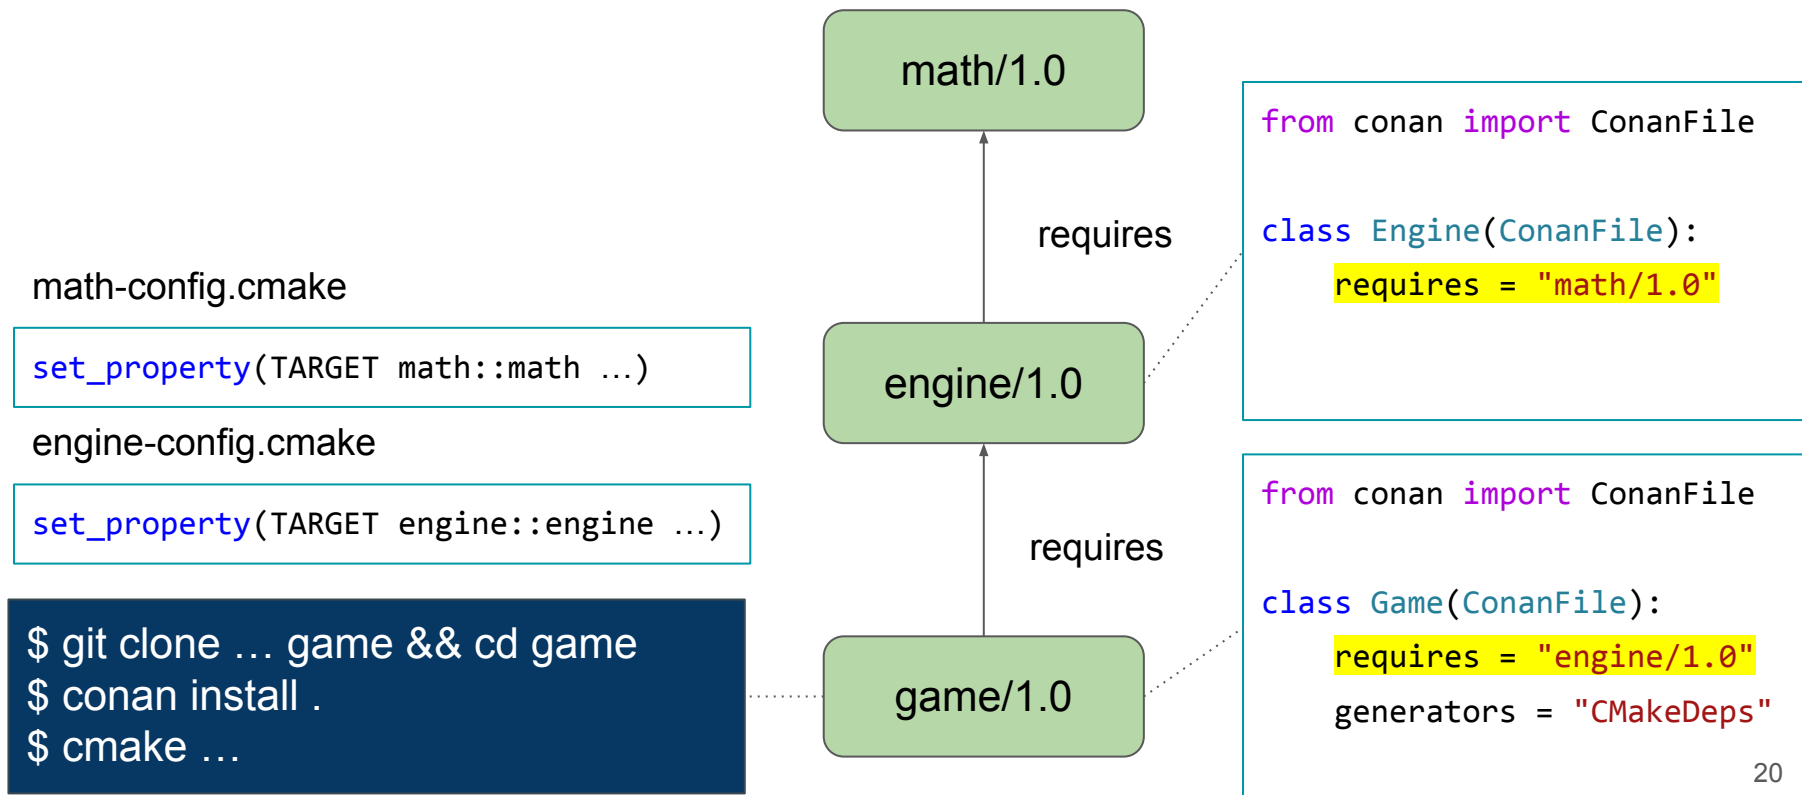 math/1.0
requires
engine/1.0
requires
game/1.0
math-config.cmake
set_property(TARGET math::math …)
engine-config.cmake
set_property(TARGET engine::engine …)
$ git clone … game && cd game
$ conan install .
$ cmake …
from conan import ConanFile
class Engine(ConanFile):
    requires = "math/1.0"
from conan import ConanFile
class Game(ConanFile):
    requires = "engine/1.0"
    generators = "CMakeDeps"
20